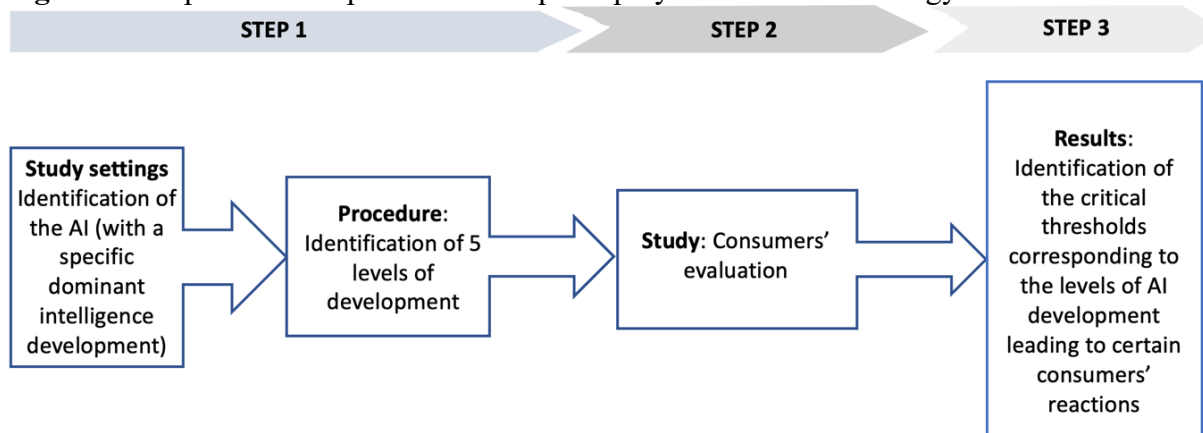 STEP 1
STEP 2
STEP 3
Study settings
Identification of
the AI (with a
specific
dominant
intelligence
development)
Procedure:
Identification of 5
levels of
development
Study: Consumers’
evaluation
Results:
Identification of
the critical
thresholds
corresponding to
the levels of AI
development
leading to certain
consumers’
reactions